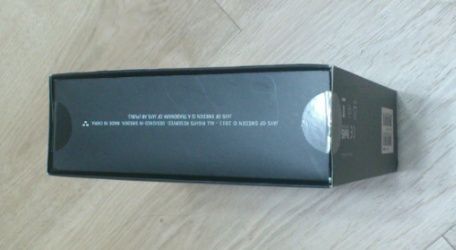 JAYS OF SWEDEN © 2011 - ALL RIGHTS RESERVED. DESIGNED IN SWEDEN. MADE IN CHINA.
JAYS OF SWEDEN IS A TRADEMARK OF JAYS AB (PUBL)